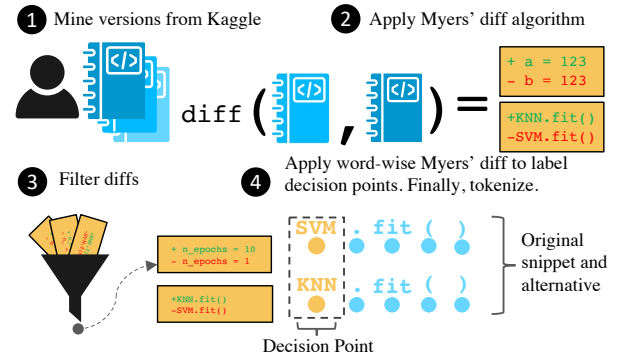 1 Mine versions from Kaggle
2 Apply Myers' diff algorithm
</>
</>
</>
diff ( , ) =
+ a = 123
- b = 123
+KNN.fit()
-SVM.fit()
3 Filter diffs
4 Apply word-wise Myers' diff to label
decision points. Finally, tokenize.
+ n_epochs = 10
- n_epochs = 1
+KNN.fit()
-SVM.fit()
SVM . fit ( )
KNN . fit ( )
Original
snippet and
alternative
Decision Point